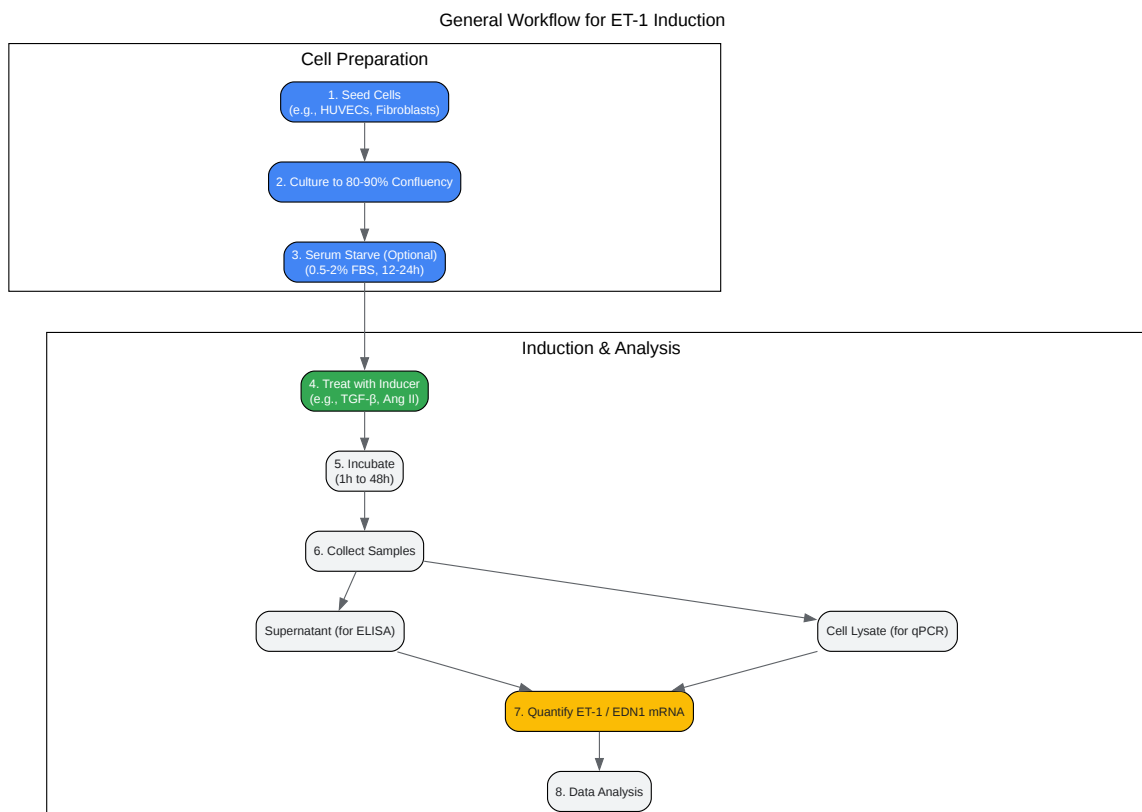 General Workflow for ET-1 Induction
Cell Preparation
1. Seed Cells
(e.g., HUVECs, Fibroblasts)
2. Culture to 80-90% Confluency
3. Serum Starve (Optional)
(0.5-2% FBS, 12-24h)
Induction & Analysis
4. Treat with Inducer
(e.g., TGF-β, Ang II)
5. Incubate
(1h to 48h)
6. Collect Samples
Supernatant (for ELISA)
Cell Lysate (for qPCR)
7. Quantify ET-1 / EDN1 mRNA
8. Data Analysis